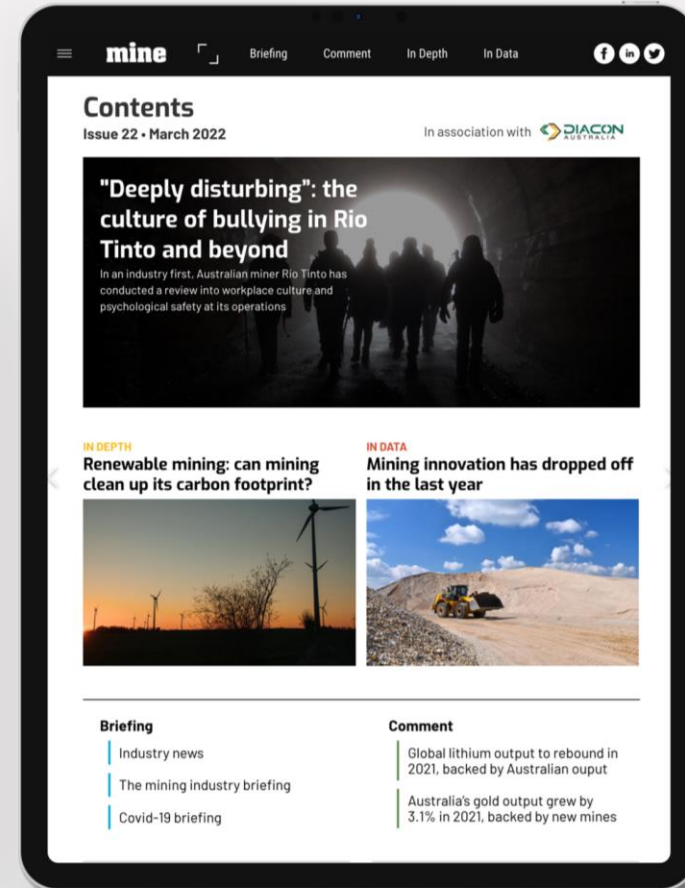 mine
Briefing
Comment
In Depth
In Data
Contents
Issue 22 • March 2022
In association with DIACON
AUSTRALIA
"Deeply disturbing”: the
culture of bullying in Rio
Tinto and beyond
In an industry first, Australian miner Rio Tinto has
conducted a review into workplace culture and
psychological safety at its operations
IN DEPTH
Renewable mining: can mining
clean up its carbon footprint?
IN DATA
Mining innovation has dropped off
in the last year
Briefing
Industry news
The mining industry briefing
Covid-19 briefing
Comment
Global lithium output to rebound in
2021, backed by Australian ouput
Australia’s gold output grew by
3.1% in 2021, backed by new mines